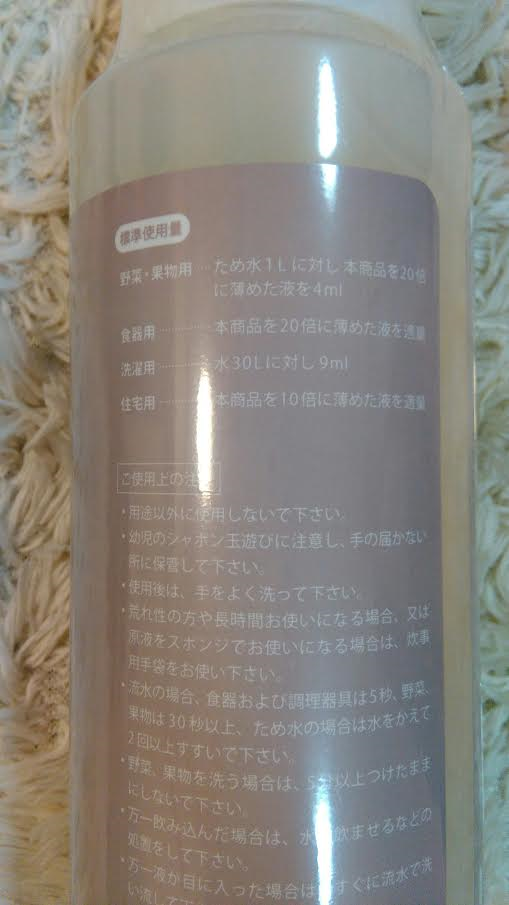 標準使用量
野菜・果物用…ため水1Lに対し本商品を20倍
に薄めた液を4ml
食器用………本商品を20倍に薄めた液を適量
洗濯用………水30Lに対し9ml
住宅用………本商品を10倍に薄めた液を適量
ご使用上の注
・用途以外に使用しないで下さい。
・幼児のシャボン玉遊びに注意し、手の届かない
所に保管して下さい。
・使用後は、手をよく洗って下さい。
・荒れ性の方や長時間お使いになる場合、又は
原液をスポンジでお使いになる場合は、炊事
用手袋をお使い下さい。
・流水の場合、食器および調理器具は5秒、野菜、
果物は30秒以上、ため水の場合は水をかえて
2回以上すすいで下さい。
・野菜、果物を洗う場合は、5分以上つけたまま
にしないで下さい。
・万一飲み込んだ場合は、水 飲ませるなどの
処置をして下さい。
・万一液が目に入った場合は すぐに流水で洗
い流して